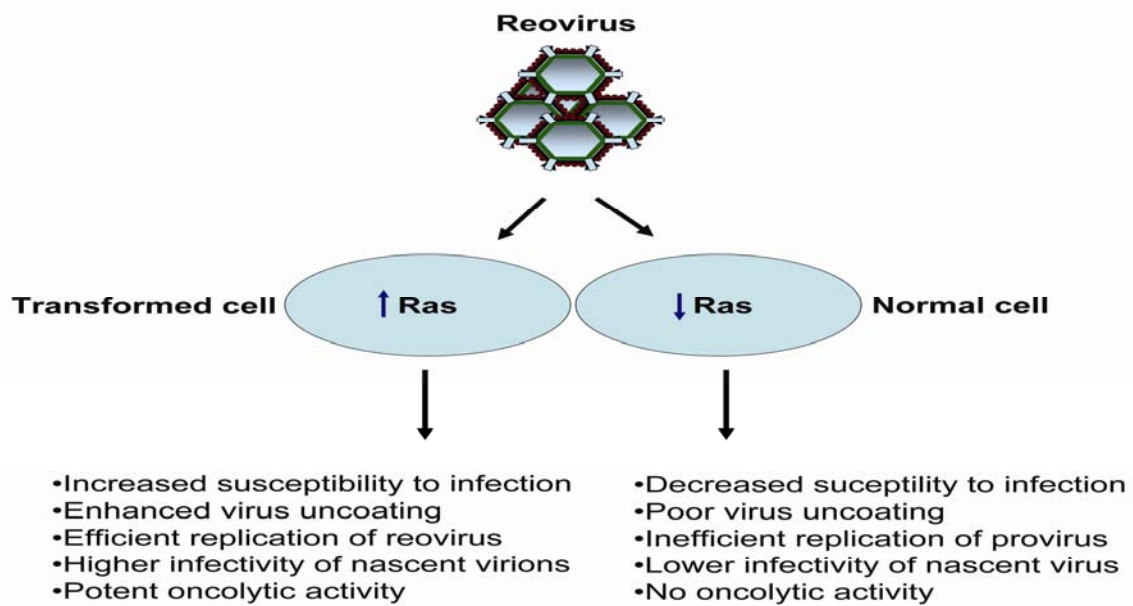 Reovirus
Transformed cell
Ras
Ras
Normal cell
•Increased susceptibility to infection
•Enhanced virus uncoating
•Efficient replication of reovirus
•Higher infectivity of nascent virions
•Potent oncolytic activity
•Decreased suceptility to infection
•Poor virus uncoating
•Inefficient replication of provirus
•Lower infectivity of nascent virus
•No oncolytic activity